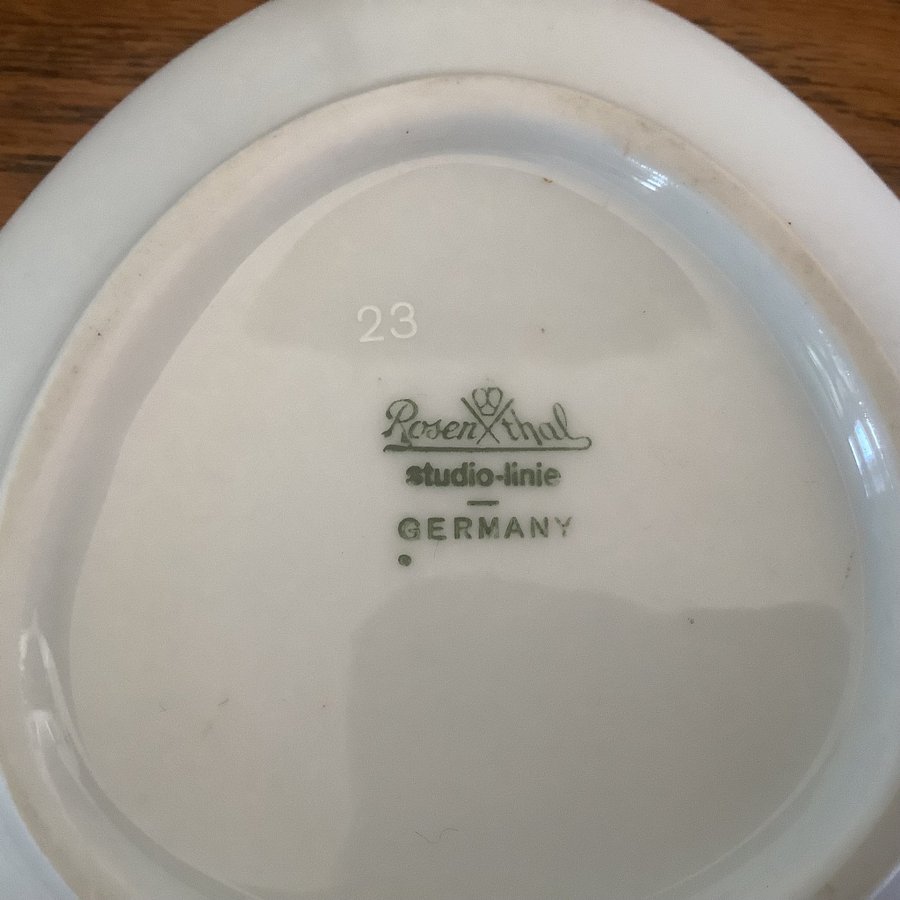 23
Rosenthal
studio-linie
GERMANY